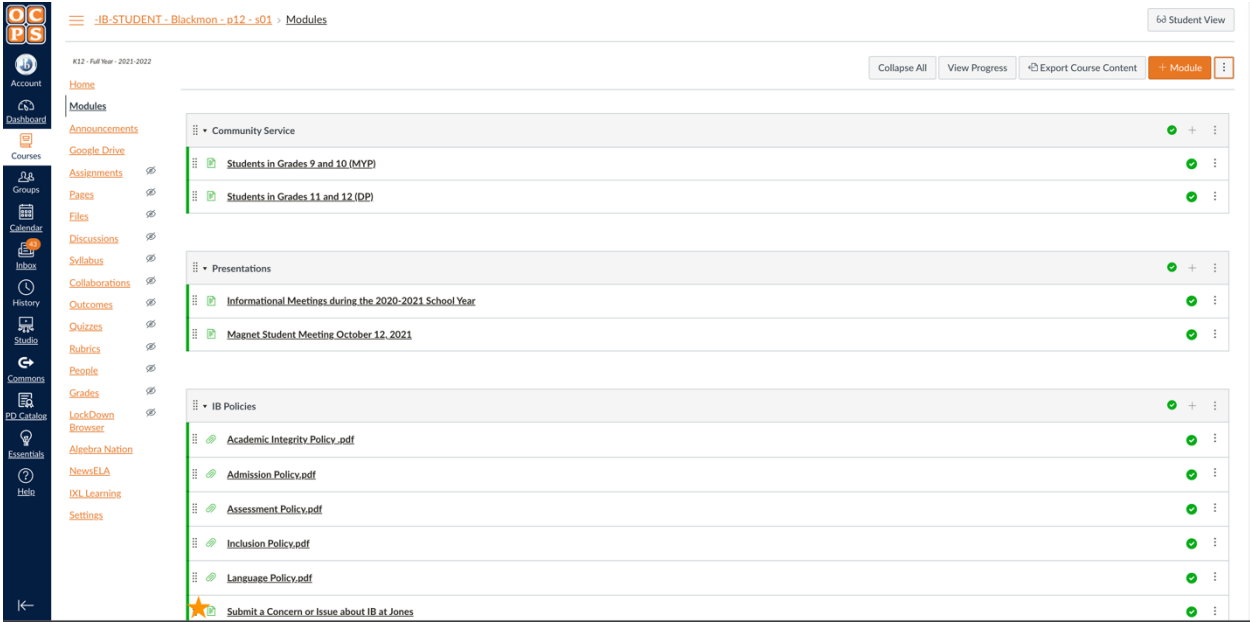 OC
PS
-IB-STUDENT - Blackmon - p12 - s01 › Modules
Student View
K12 - Full Year - 2021-2022
Collapse All
View Progress
Export Course Content
+ Module
Account
Dashboard
Courses
Groups
Calendar
43
Inbox
History
Studio
Commons
PD Catalog
Essentials
Help
Home
Modules
Announcements
Google Drive
Assignments
Pages
Files
Discussions
Syllabus
Collaborations
Outcomes
Quizzes
Rubrics
People
Grades
LockDown
Browser
Algebra Nation
NewsELA
IXL Learning
Settings
Community Service
Students in Grades 9 and 10 (MYP)
Students in Grades 11 and 12 (DP)
Presentations
Informational Meetings during the 2020-2021 School Year
Magnet Student Meeting October 12, 2021
IB Policies
Academic Integrity Policy .pdf
Admission Policy.pdf
Assessment Policy.pdf
Inclusion Policy.pdf
Language Policy.pdf
Submit a Concern or Issue about IB at Jones